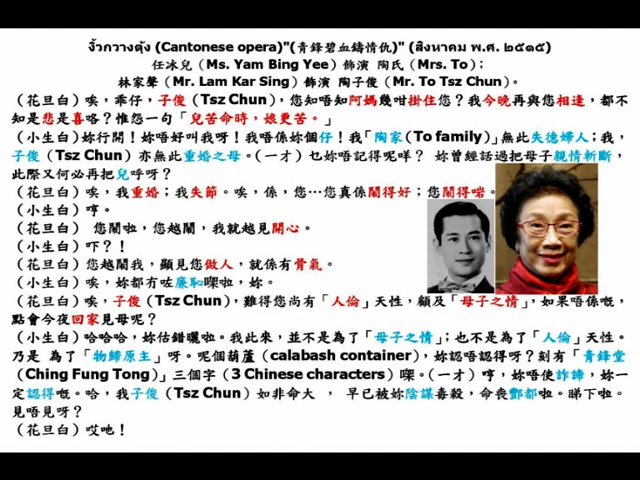 งิ้วกวางตุ้ง (Cantonese opera)"(青鋒碧血鑄情仇)" (สิงหาคม พ.ศ. ๒๕๑๕)
任冰兒（Ms. Yam Bing Yee）飾演 陶氏（Mrs. To）；
林家聲（Mr. Lam Kar Sing）飾演 陶子俊（Mr. To Tsz Chun）。
（花旦白）唉，乖仔，子俊（Tsz Chun），您知唔知阿媽幾咁掛住您？我今晚再與您相逢，都不
知是悲是喜咯？惟怨一句「兒苦命時，娘更苦。」
（小生白）妳行開！妳唔好叫我呀！我唔係妳個仔！我「陶家（To family）」無此失德婦人；我，
子俊（Tsz Chun）亦無此重婚之母。（一才）乜妳唔記得呢咩？ 妳曾經話過把母子親情斬斷，
此際又何必再把兒呼呀？
（花旦白）唉，我重婚；我失節。唉，係，您…您真係鬧得好；您鬧得啱。
（小生白）哼。
（花旦白） 您鬧啦，您越鬧，我就越見開心。
（小生白）吓？！
（花旦白）您越鬧我，顯見您做人，就係有骨氣。
（小生白）唉，妳都冇咗廉恥㗎啦，妳。
（花旦白）唉，子俊（Tsz Chun），難得您尚有「人倫」天性，顧及「母子之情」，如果唔係嘅，
點會今夜回家見母呢？
（小生白）哈哈哈，妳估錯曬啦。我此來，並不是為了「母子之情」；也不是為了「人倫」天性。
乃是 為了「物歸原主」呀。呢個葫蘆（calabash container），妳認唔認得呀？刻有「青鋒堂
（Ching Fung Tong）」三個字（3 Chinese characters）㗎。（一才）哼，妳唔使詐諦，妳一
定認得嘅。哈，我子俊（Tsz Chun）如非命大 ， 早已被妳陰謀毒殺，命喪酆都啦。睇下啦。
見唔見呀？
（花旦白）哎吔！